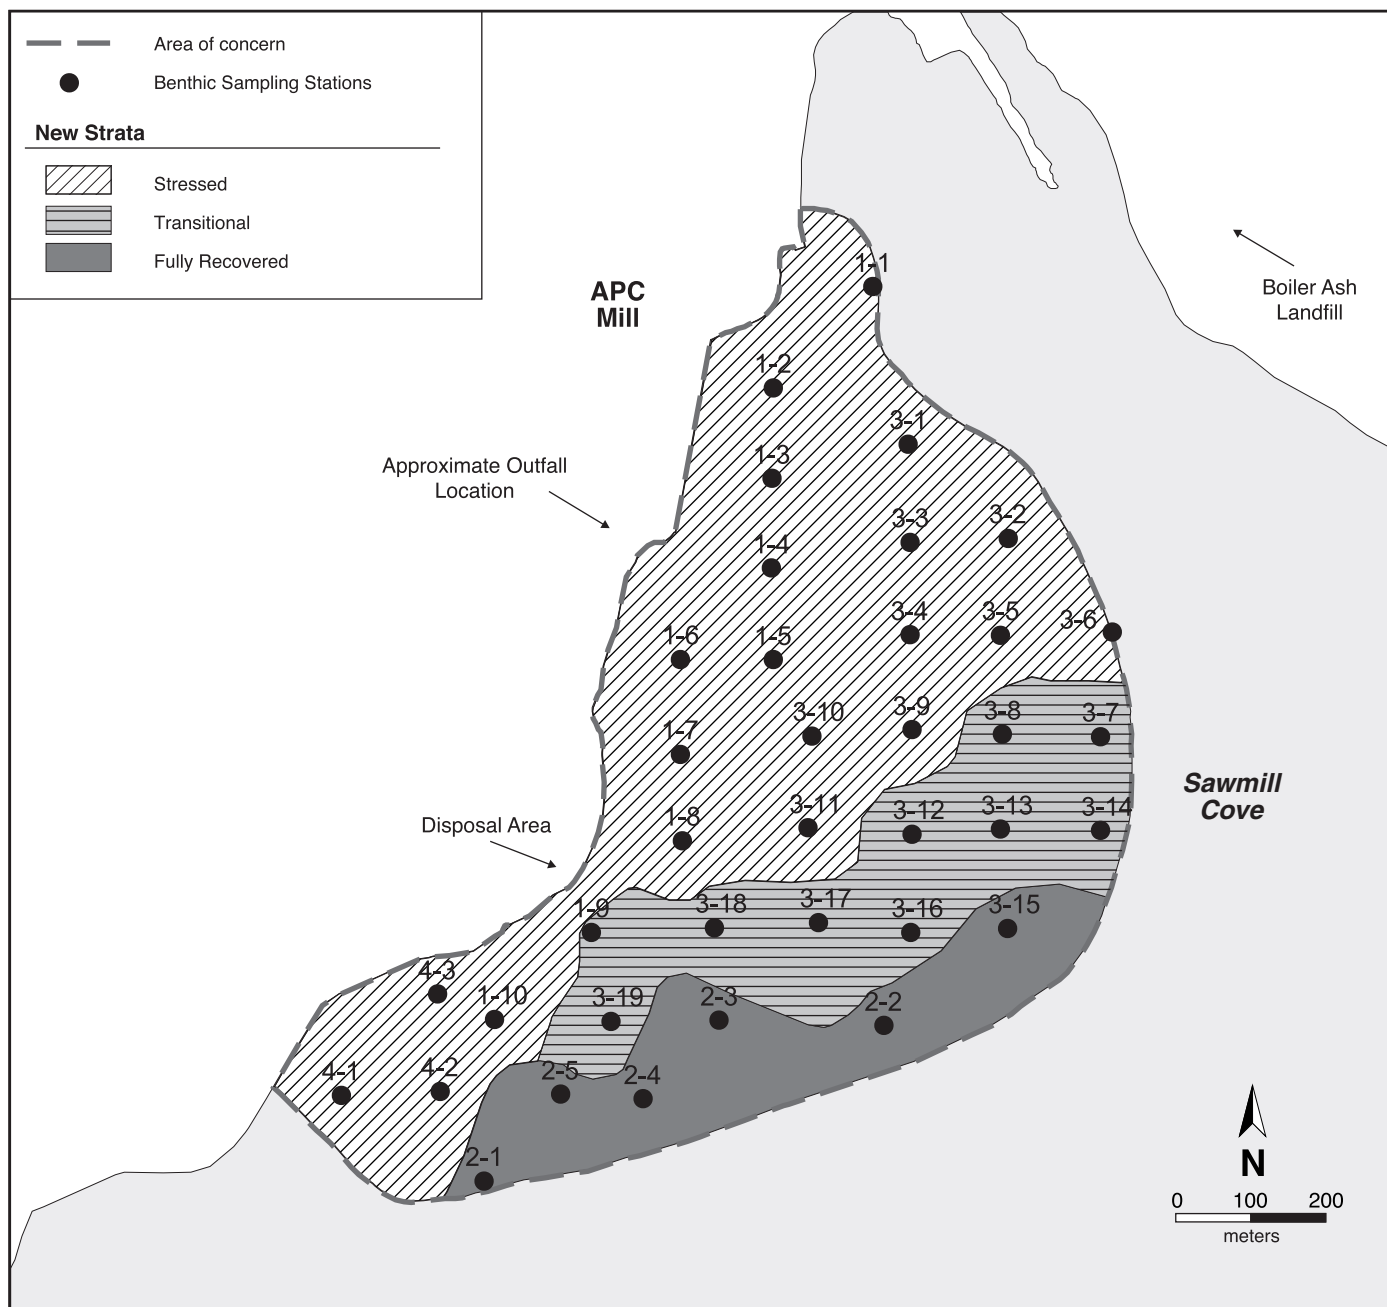 Area of concern
Benthic Sampling Stations
New Strata
Stressed
Transitional
Fully Recovered
APC
Mill
Boiler Ash
Landfill
Approximate Outfall
Location
Disposal Area
Sawmill
Cove
1-1
1-2
3-1
1-3
3-3
3-2
1-4
3-4
3-5
3-6
1-6
1-5
3-10
3-9
3-8
3-7
1-7
3-11
3-12
3-13
3-14
1-8
1-9
3-18
3-17
3-16
3-15
4-3
1-10
3-19
2-3
2-2
4-1
4-2
2-5
2-4
2-1
N
0 100 200
meters